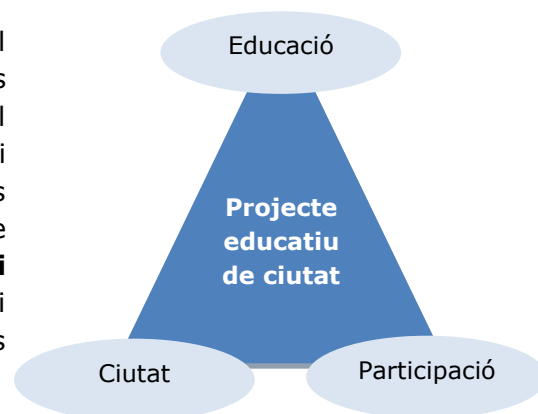 l
s
l
i
s
e
i
i
s
Educació
Projecte
educatiu
de ciutat
Ciutat
Participació